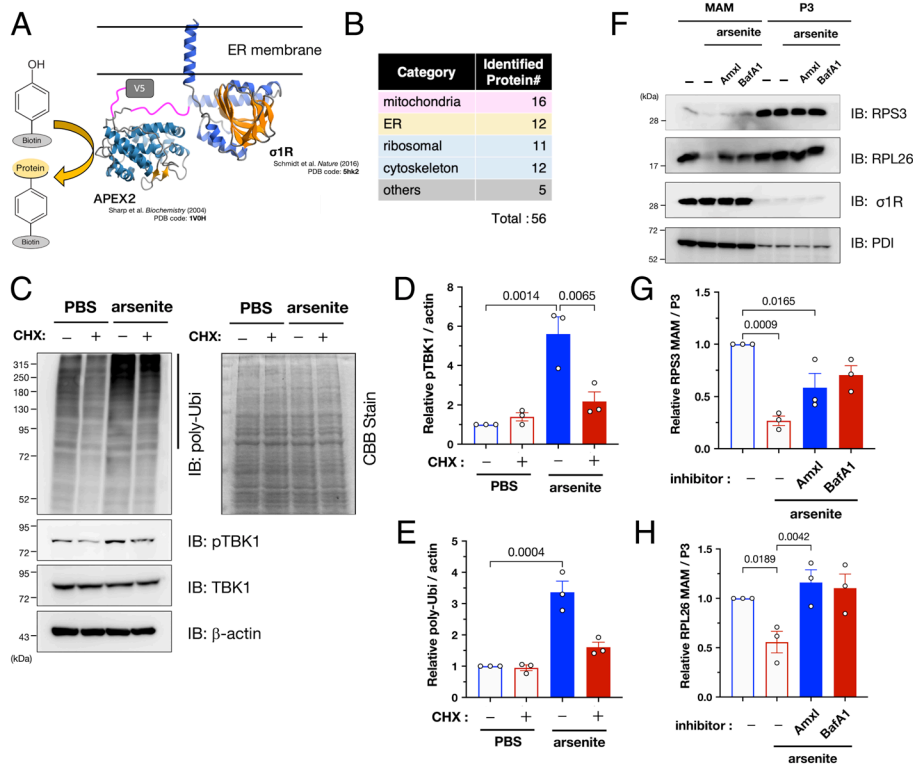 A
OH
Biotin
Protein
Biotin
V5
ER membrane
σ1R
Schmidt et al. Nature (2016)
PDB code: 5hk2
APEX2
Sharp et al. Biochemistry (2004)
PDB code: 1V0H
B
Category Identified Protein#
mitochondria 16
ER 12
ribosomal 11
cytoskeleton 12
others 5
Total : 56
C
PBS arsenite PBS arsenite
CHX: – + – + – + – +
315
250
180
130
95
72
52
IB: poly-Ubi
CBB Stain
95
72
IB: pTBK1
95
72
IB: TBK1
43
IB: β-actin
(kDa)
D
Relative pTBK1 / actin
8
6
4
2
0
0.0014 0.0065
CHX : – + – +
PBS arsenite
E
Relative poly-Ubi / actin
5
4
3
2
1
0
0.0004
CHX : – + – +
PBS arsenite
F
MAM P3
arsenite arsenite
– – AmxI BafA1 – – AmxI BafA1
(kDa)
28
IB: RPS3
17
IB: RPL26
28
IB: σ1R
72
52
IB: PDI
G
Relative RPS3 MAM / P3
1.5
1.0
0.5
0.0
0.0165
0.0009
inhibitor : – – AmxI BafA1
arsenite
H
Relative RPL26 MAM / P3
1.5
1.0
0.5
0.0
0.0042
0.0189
inhibitor : – – AmxI BafA1
arsenite